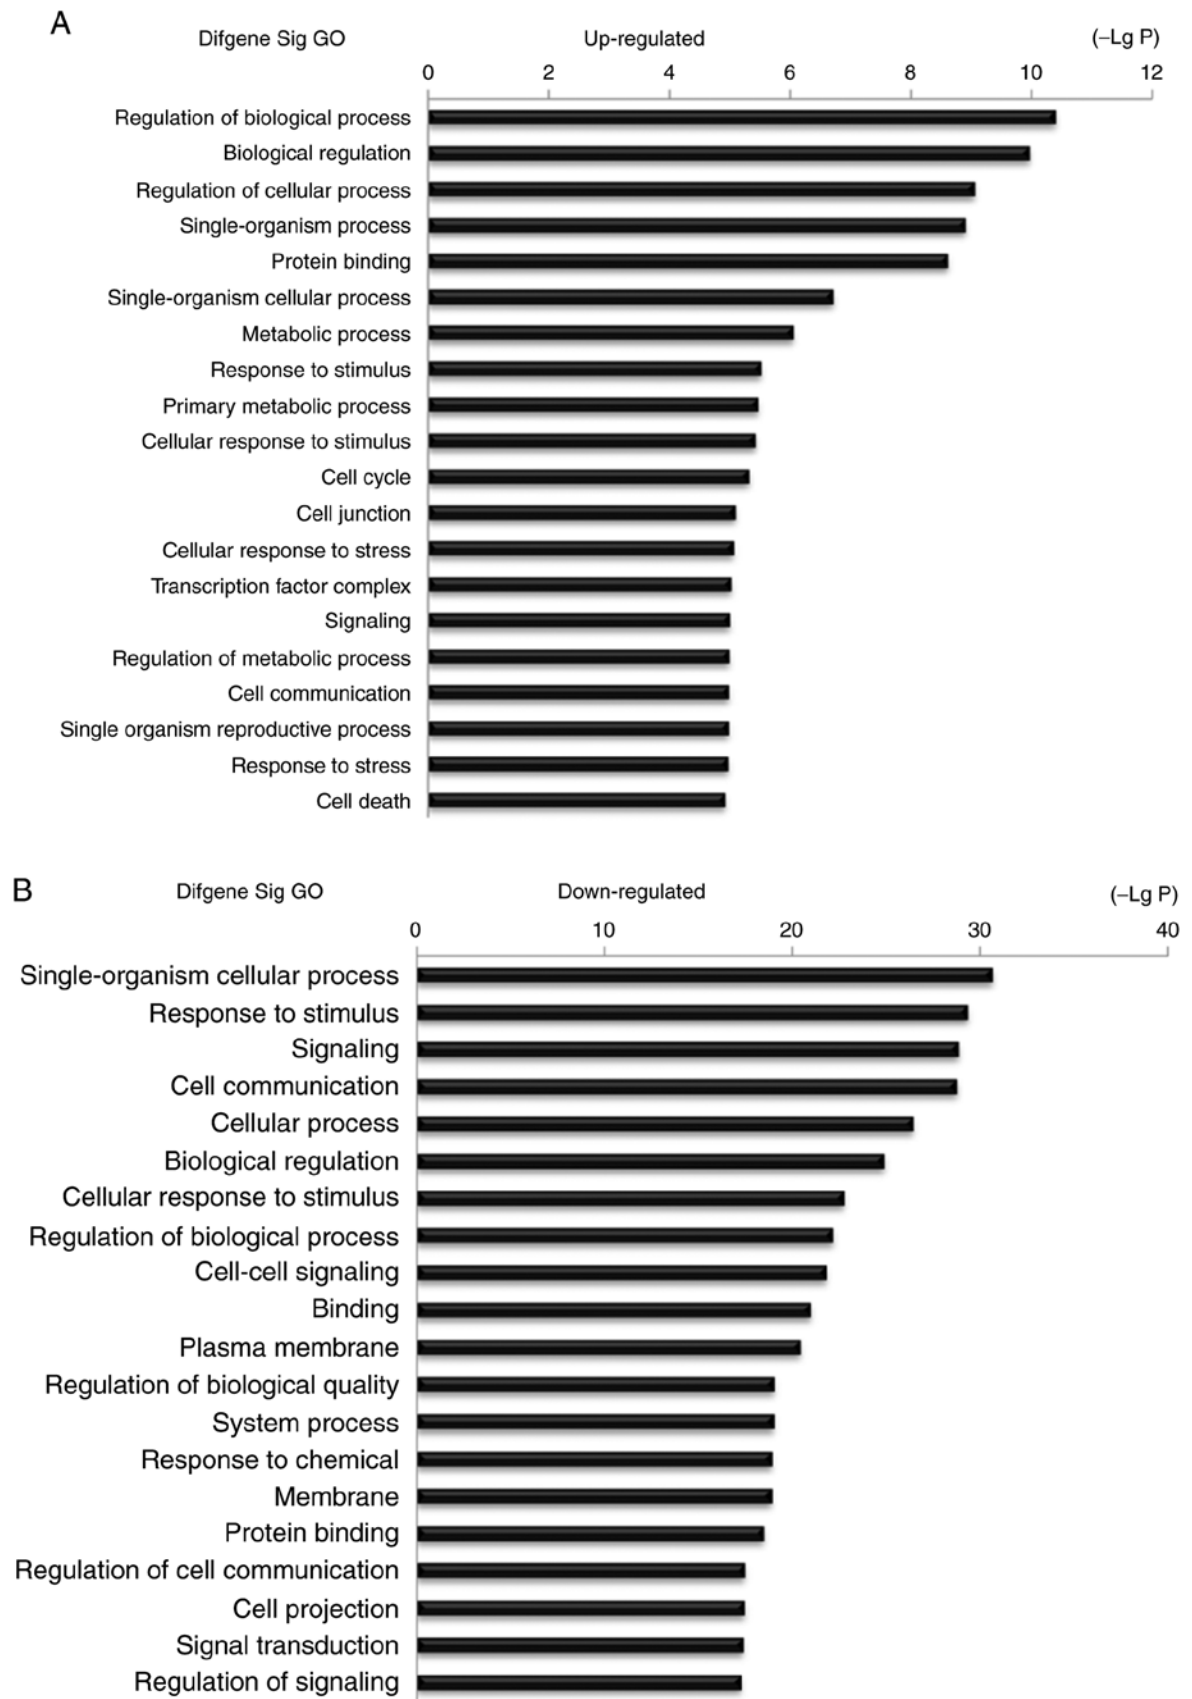 A
Difgene Sig GO Up-regulated (−Lg P)
0 2 4 6 8 10 12
Regulation of biological process
Biological regulation
Regulation of cellular process
Single-organism process
Protein binding
Single-organism cellular process
Metabolic process
Response to stimulus
Primary metabolic process
Cellular response to stimulus
Cell cycle
Cell junction
Cellular response to stress
Transcription factor complex
Signaling
Regulation of metabolic process
Cell communication
Single organism reproductive process
Response to stress
Cell death
B
Difgene Sig GO Down-regulated (−Lg P)
0 10 20 30 40
Single-organism cellular process
Response to stimulus
Signaling
Cell communication
Cellular process
Biological regulation
Cellular response to stimulus
Regulation of biological process
Cell-cell signaling
Binding
Plasma membrane
Regulation of biological quality
System process
Response to chemical
Membrane
Protein binding
Regulation of cell communication
Cell projection
Signal transduction
Regulation of signaling